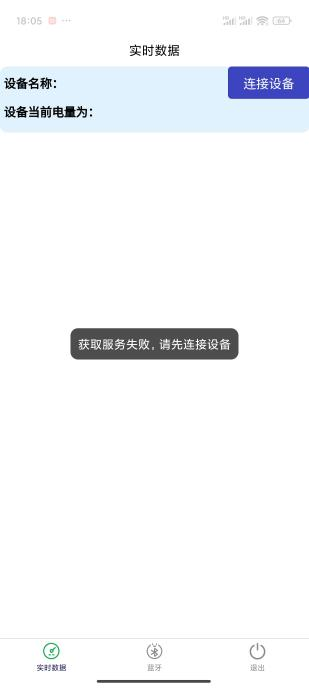 18:05
64
实时数据
设备名称：
连接设备
设备当前电量为：
获取服务失败，请先连接设备
实时数据
蓝牙
退出